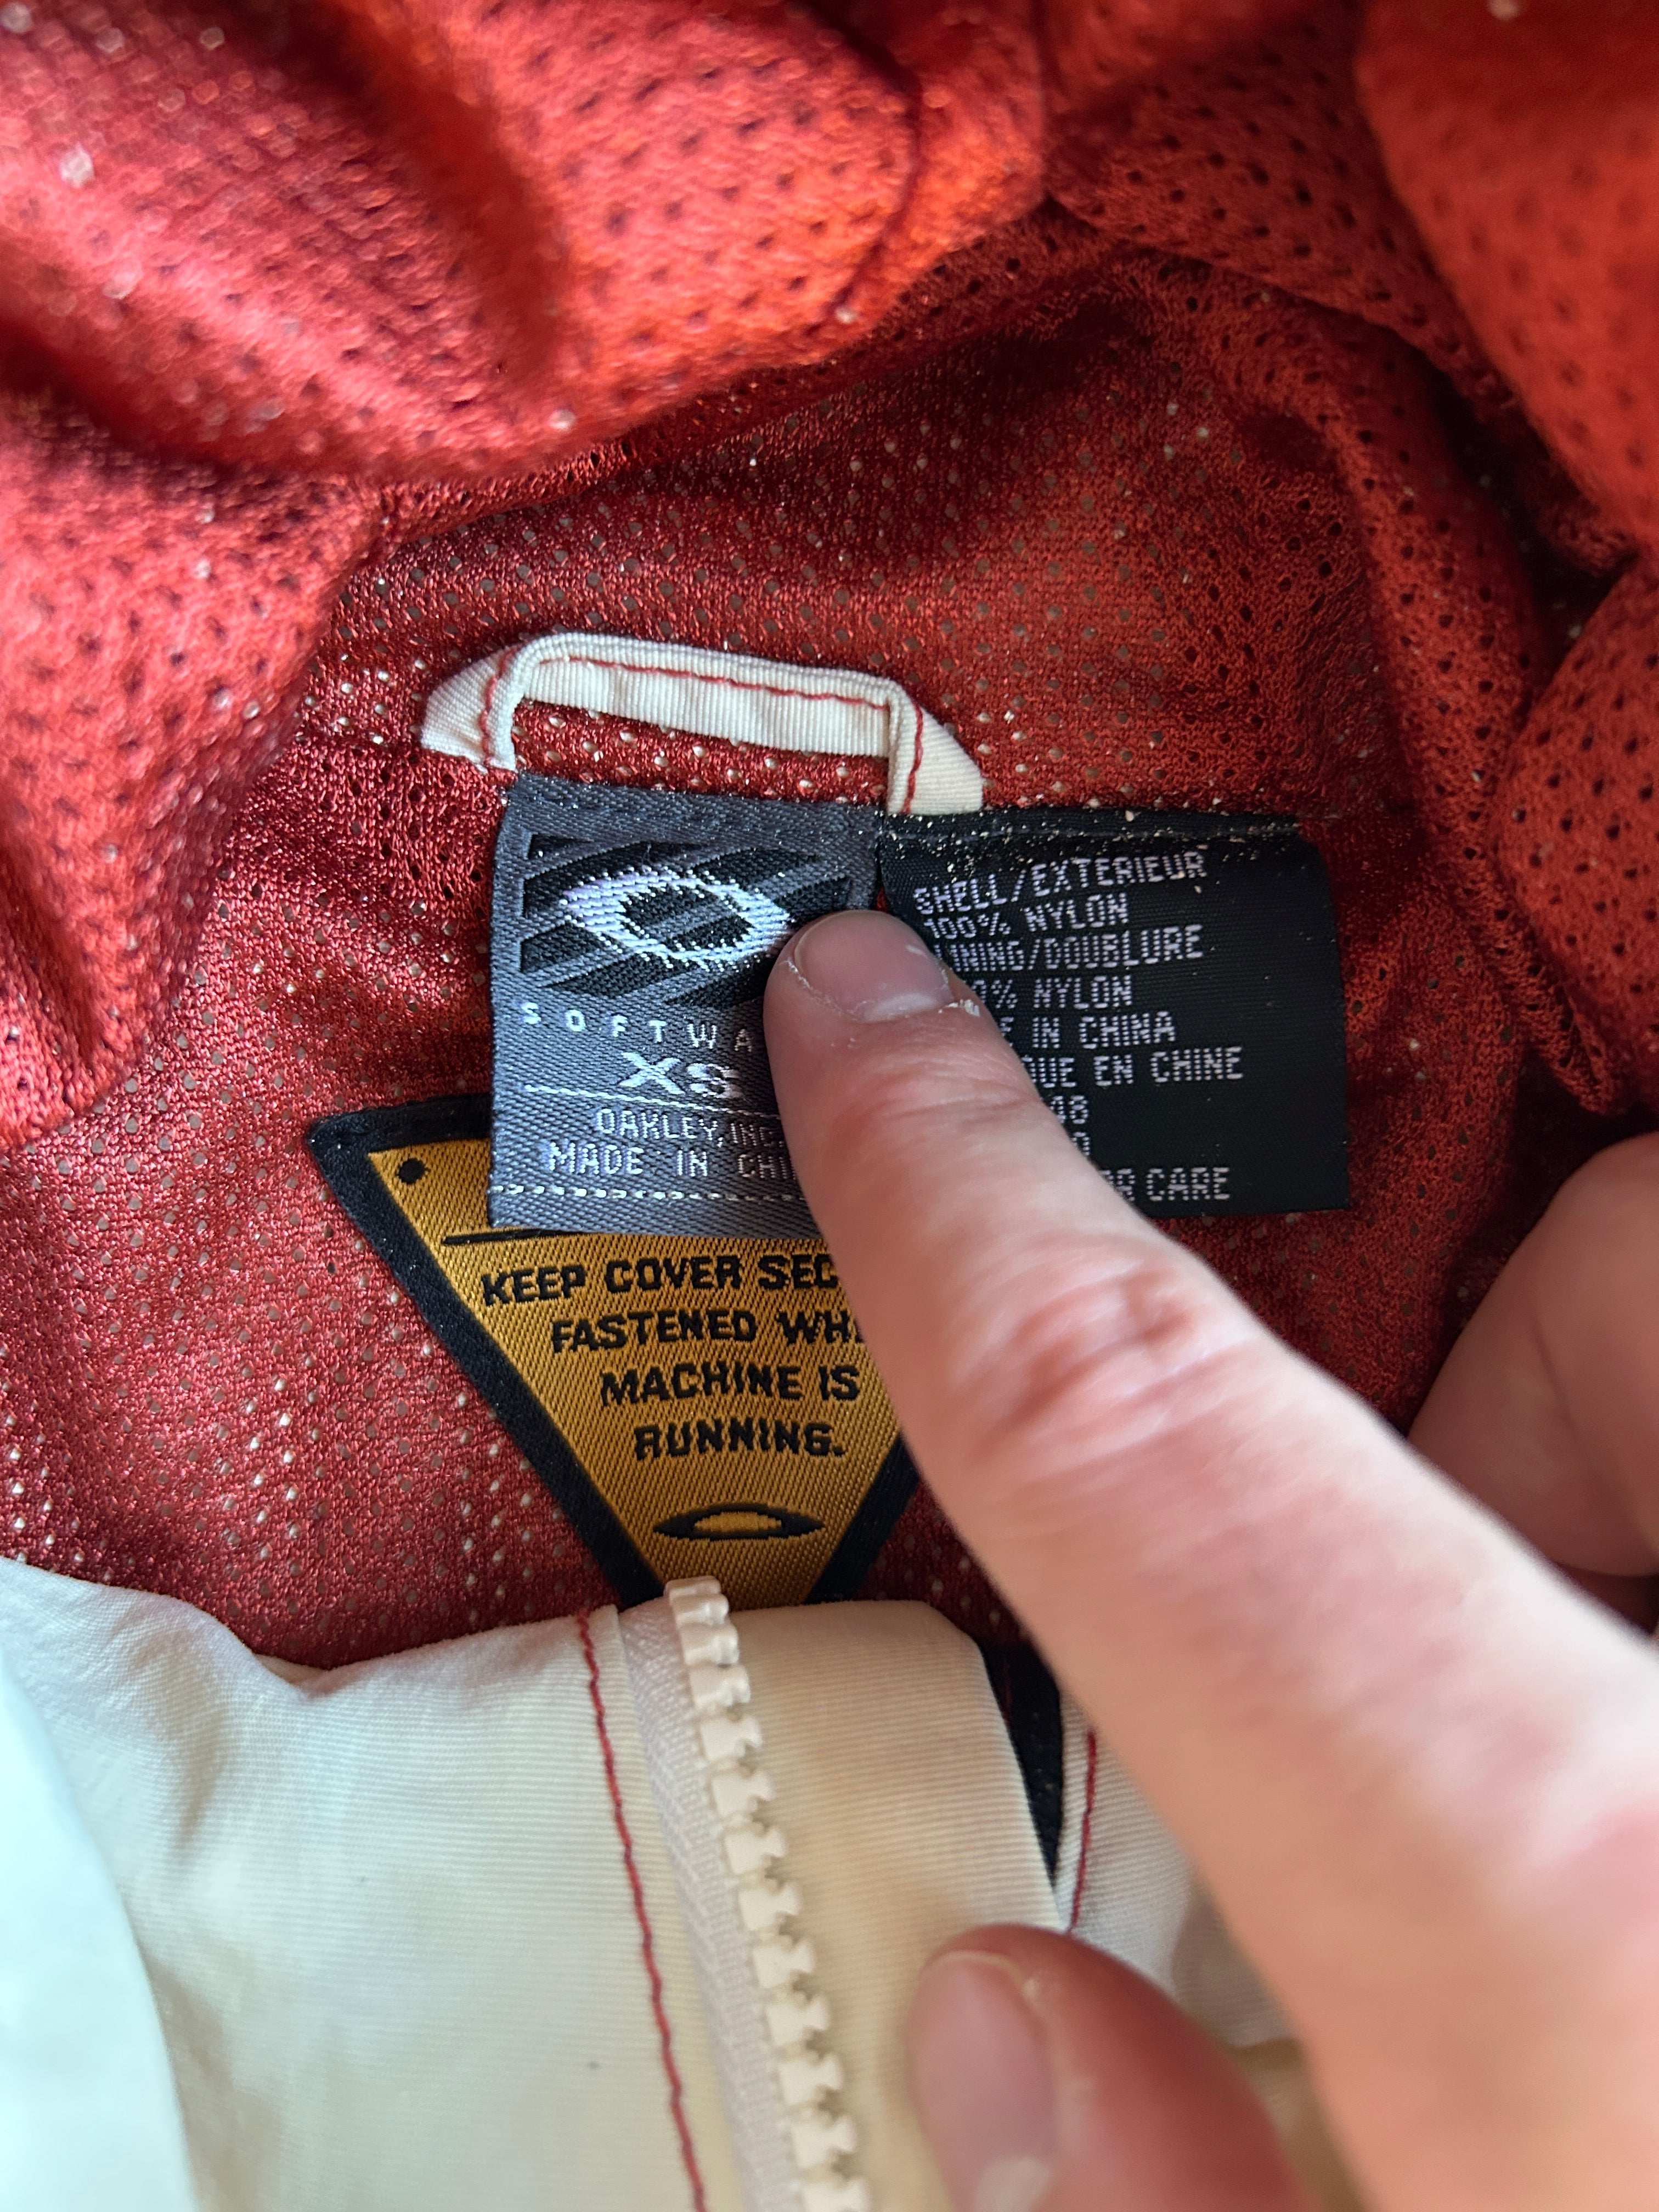 SOFTWA
XS
OAKLEY, INC
MADE IN CHI
SHELL/EXTERIEUR
100% NYLON
NING/DOUBLURE
% NYLON
IN CHINA
QUE EN CHINE
CARE
KEEP COVER SEC
FASTENED WHE
MACHINE IS
RUNNING.